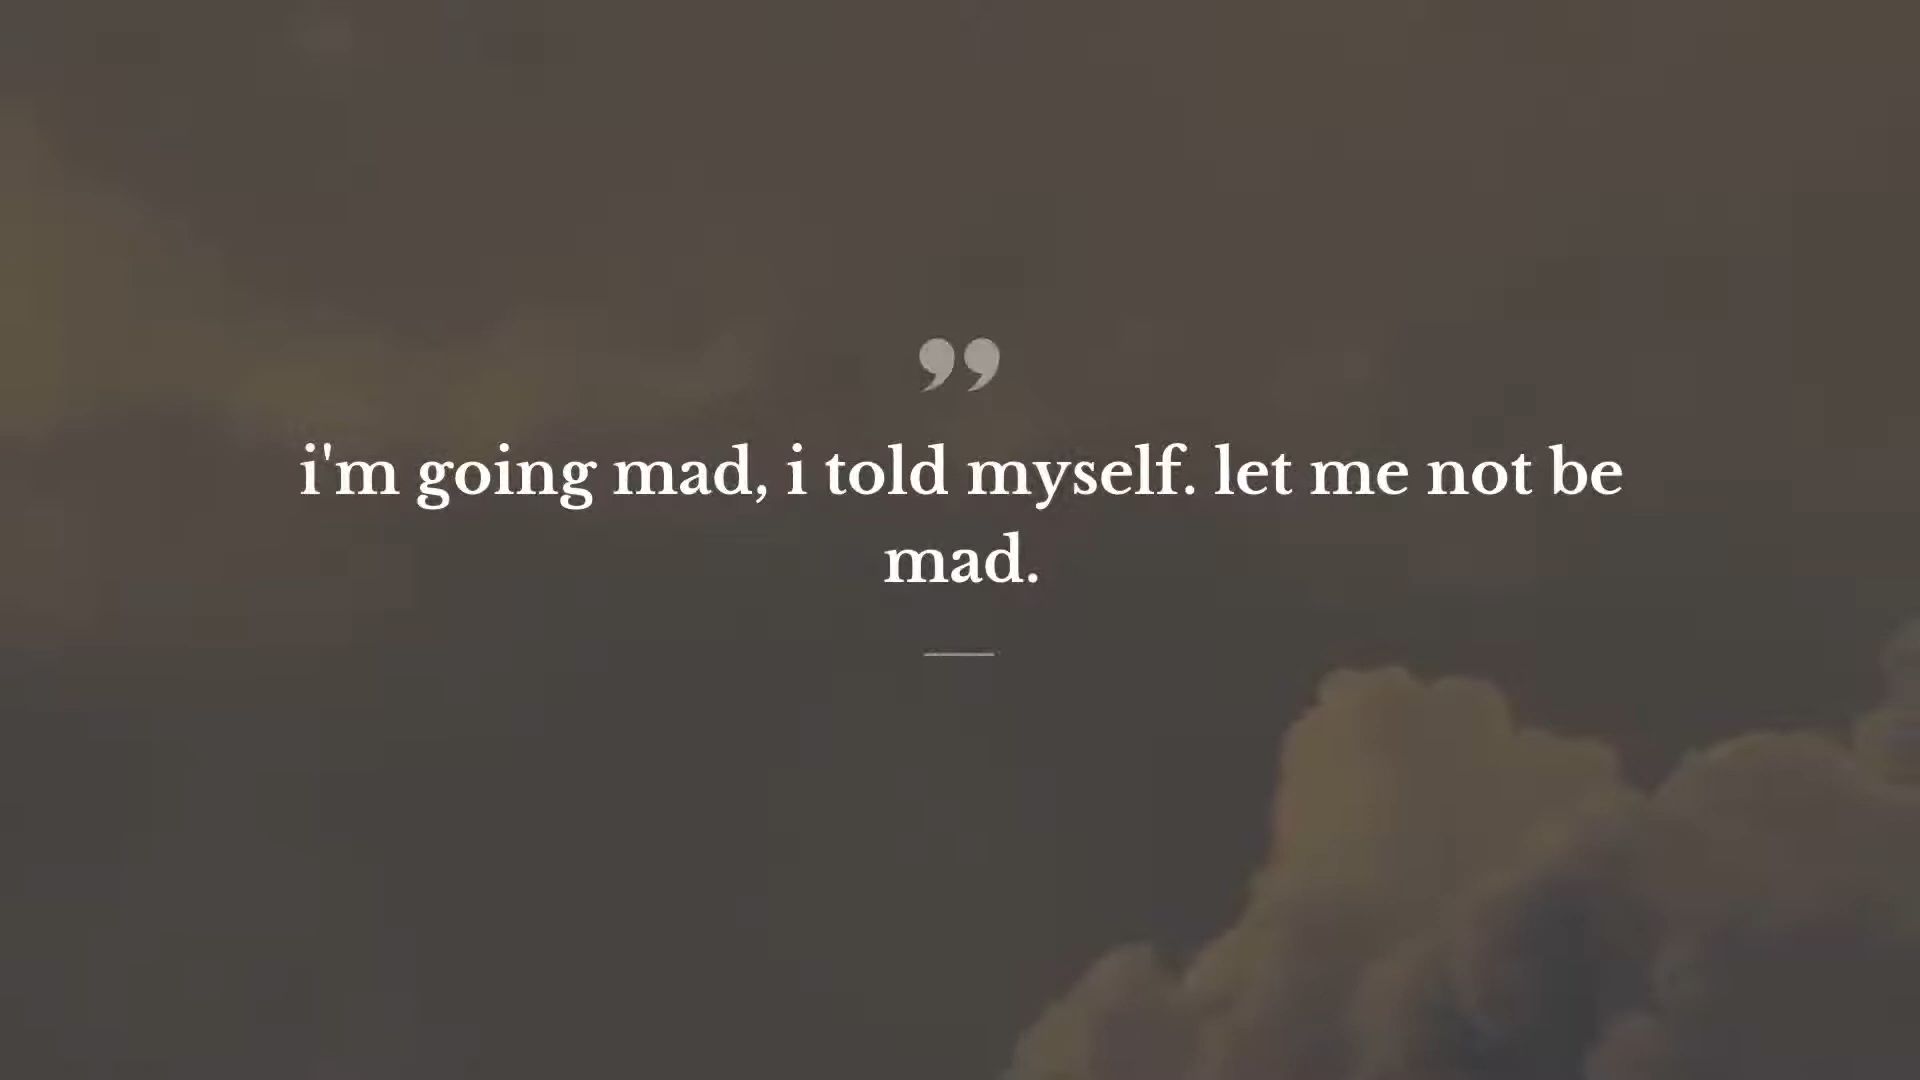 ”
i'm going mad, i told myself. let me not be
mad.